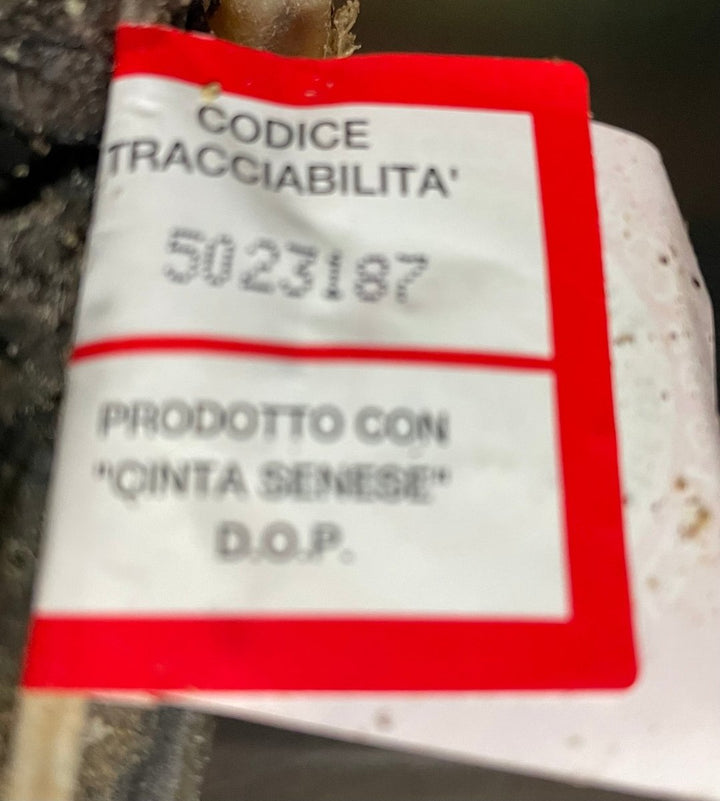 CODICE
TRACCIABILITA'
5023187
PRODOTTO CON
"CINTA SENESE"
D.O.P.